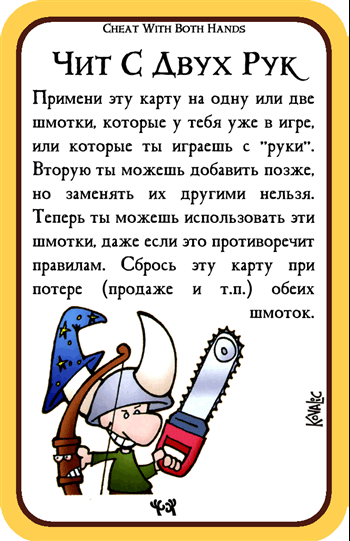 Cheat With Both Hands
Чит С Двух Рук
Примени эту карту на одну или две
шмотки, которые у тебя уже в игре,
или которые ты играешь с "руки".
Вторую ты можешь добавить позже,
но заменять их другими нельзя.
Теперь ты можешь использовать эти
шмотки, даже если это противоречит
правилам. Сбрось эту карту при
потере (продаже и т.п.) обеих
шмоток.
Kovalic